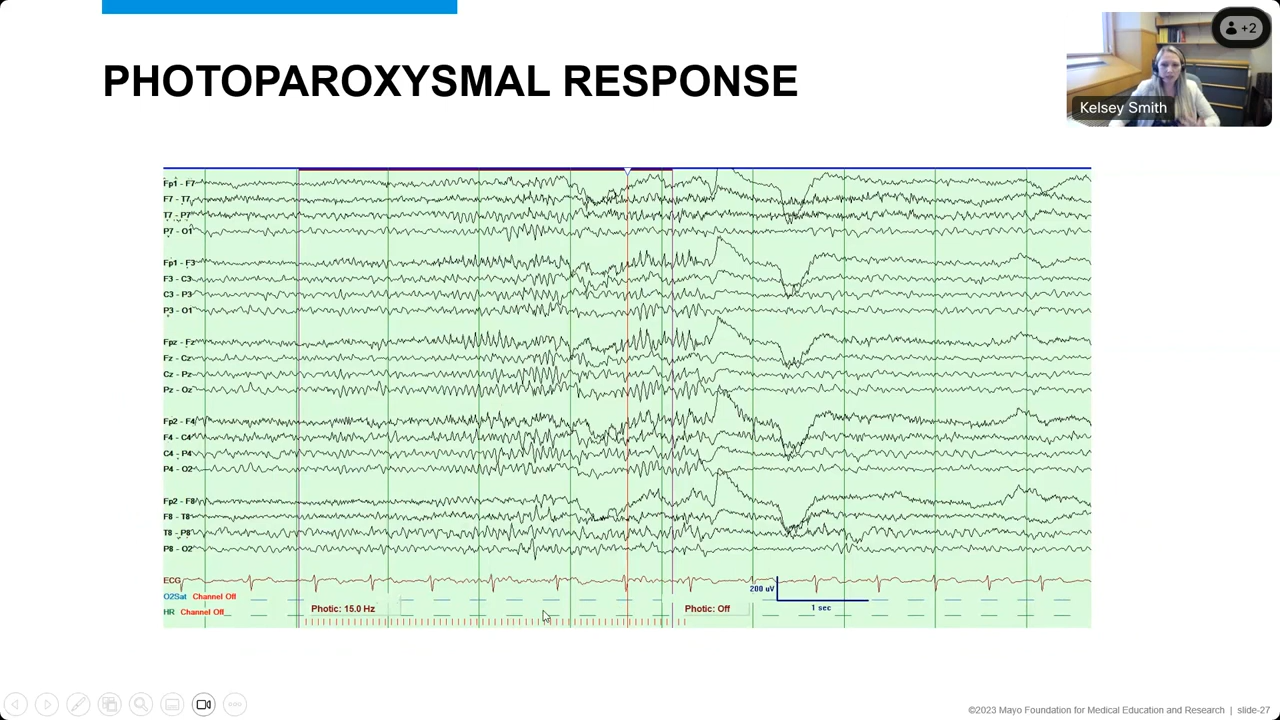 PHOTOPAROXYSMAL RESPONSE
+2
Kelsey Smith
Fp1 - F7
F7 - T7
T7 - P7
P7 - O1
Fp1 - F3
F3 - C3
C3 - P3
P3 - O1
Fpz - Fz
Fz - Cz
Cz - Pz
Pz - Oz
Fp2 - F4
F4 - C4
C4 - P4
P4 - O2
Fp2 - F8
F8 - T8
T8 - P8
P8 - O2
ECG
O2Sat Channel Off
HR Channel Off
Photic: 15.0 Hz
Photic: Off
200 uV
1 sec
©2023 Mayo Foundation for Medical Education and Research | slide-27